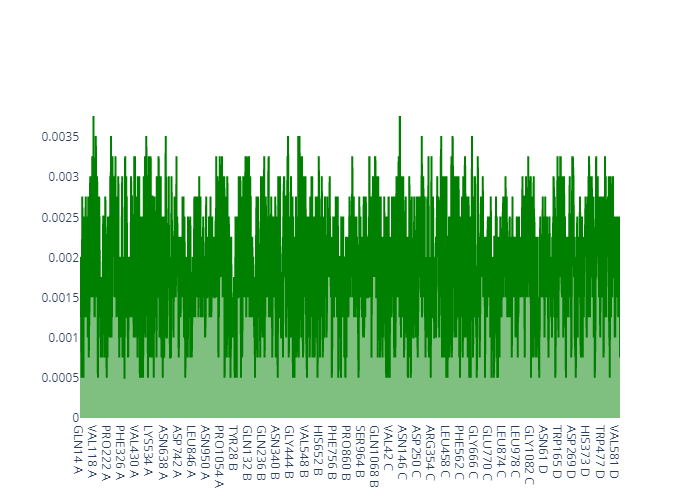 0.0035
0.003
0.0025
0.002
0.0015
0.001
0.0005
0
GLN14 A
VAL118 A
PRO222 A
PHE326 A
VAL430 A
LYS534 A
ASN638 A
ASP742 A
LEU846 A
ASN950 A
PRO1054 A
TYR28 B
GLN132 B
GLN236 B
ASN340 B
GLY444 B
VAL548 B
HIS652 B
PHE756 B
PRO860 B
SER964 B
GLN1068 B
VAL42 C
ASN146 C
ASP250 C
ARG354 C
LEU458 C
PHE562 C
GLY666 C
GLU770 C
LEU874 C
LEU978 C
GLY1082 C
ASN61 D
TRP165 D
ASP269 D
HIS373 D
TRP477 D
VAL581 D